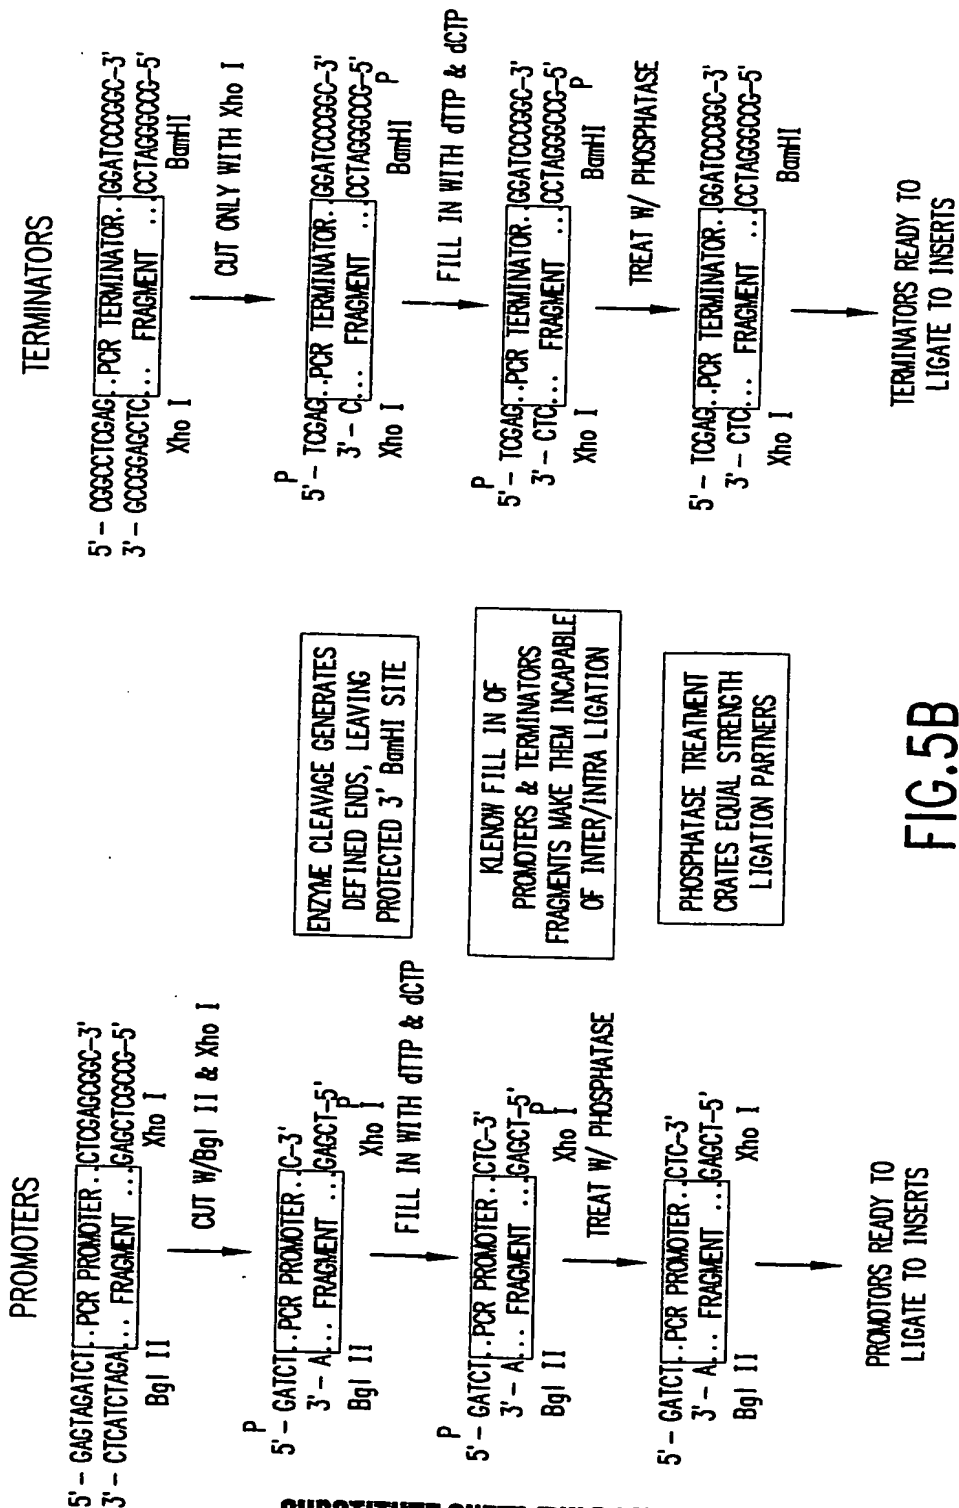 PROMOTERS
5'- GAGTAGATCT..PCR PROMOTER..CTCGAGCGGC-3'
3'- CTCATCTAGA... FRAGMENT ...GAGCTCGCCG-5'
Bgl II
Xho I
CUT W/Bgl II & Xho I
P
5'- GATCT..PCR PROMOTER..C-3'
3'- A... FRAGMENT ...GAGCT-5'
P
Bgl II
Xho I
FILL IN WITH dTTP & dCTP
P
5'- GATCT..PCR PROMOTER..CTC-3'
3'- A... FRAGMENT ...GAGCT-5'
P
Bgl II
Xho I
TREAT W/ PHOSPHATASE
5'- GATCT..PCR PROMOTER..CTC-3'
3'- A... FRAGMENT ...GAGCT-5'
Bgl II
Xho I
PROMOTORS READY TO
LIGATE TO INSERTS
ENZYME CLEAVAGE GENERATES
DEFINED ENDS, LEAVING
PROTECTED 3' BamHI SITE
KLENOW FILL IN OF
PROMOTERS & TERMINATORS
FRAGMENTS MAKE THEM INCAPABLE
OF INTER/INTRA LIGATION
PHOSPHATASE TREATMENT
CRATES EQUAL STRENGTH
LIGATION PARTNERS
TERMINATORS
5'- CGGCCTCGAG..PCR TERMINATOR..GGATCCCGGC-3'
3'- GCCGGAGCTC... FRAGMENT ...CCTAGGGCCG-5'
Xho I
BamHI
CUT ONLY WITH Xho I
P
5'- TCGAG..PCR TERMINATOR..GGATCCCGGC-3'
3'- C... FRAGMENT ...CCTAGGGCCG-5'
P
Xho I
BamHI
FILL IN WITH dTTP & dCTP
P
5'- TCGAG..PCR TERMINATOR..GGATCCCGGC-3'
3'- CTC... FRAGMENT ...CCTAGGGCCG-5'
P
Xho I
BamHI
TREAT W/ PHOSPHATASE
5'- TCGAG..PCR TERMINATOR..GGATCCCGGC-3'
3'- CTC... FRAGMENT ...CCTAGGGCCG-5'
Xho I
BamHI
TERMINATORS READY TO
LIGATE TO INSERTS
FIG.5B